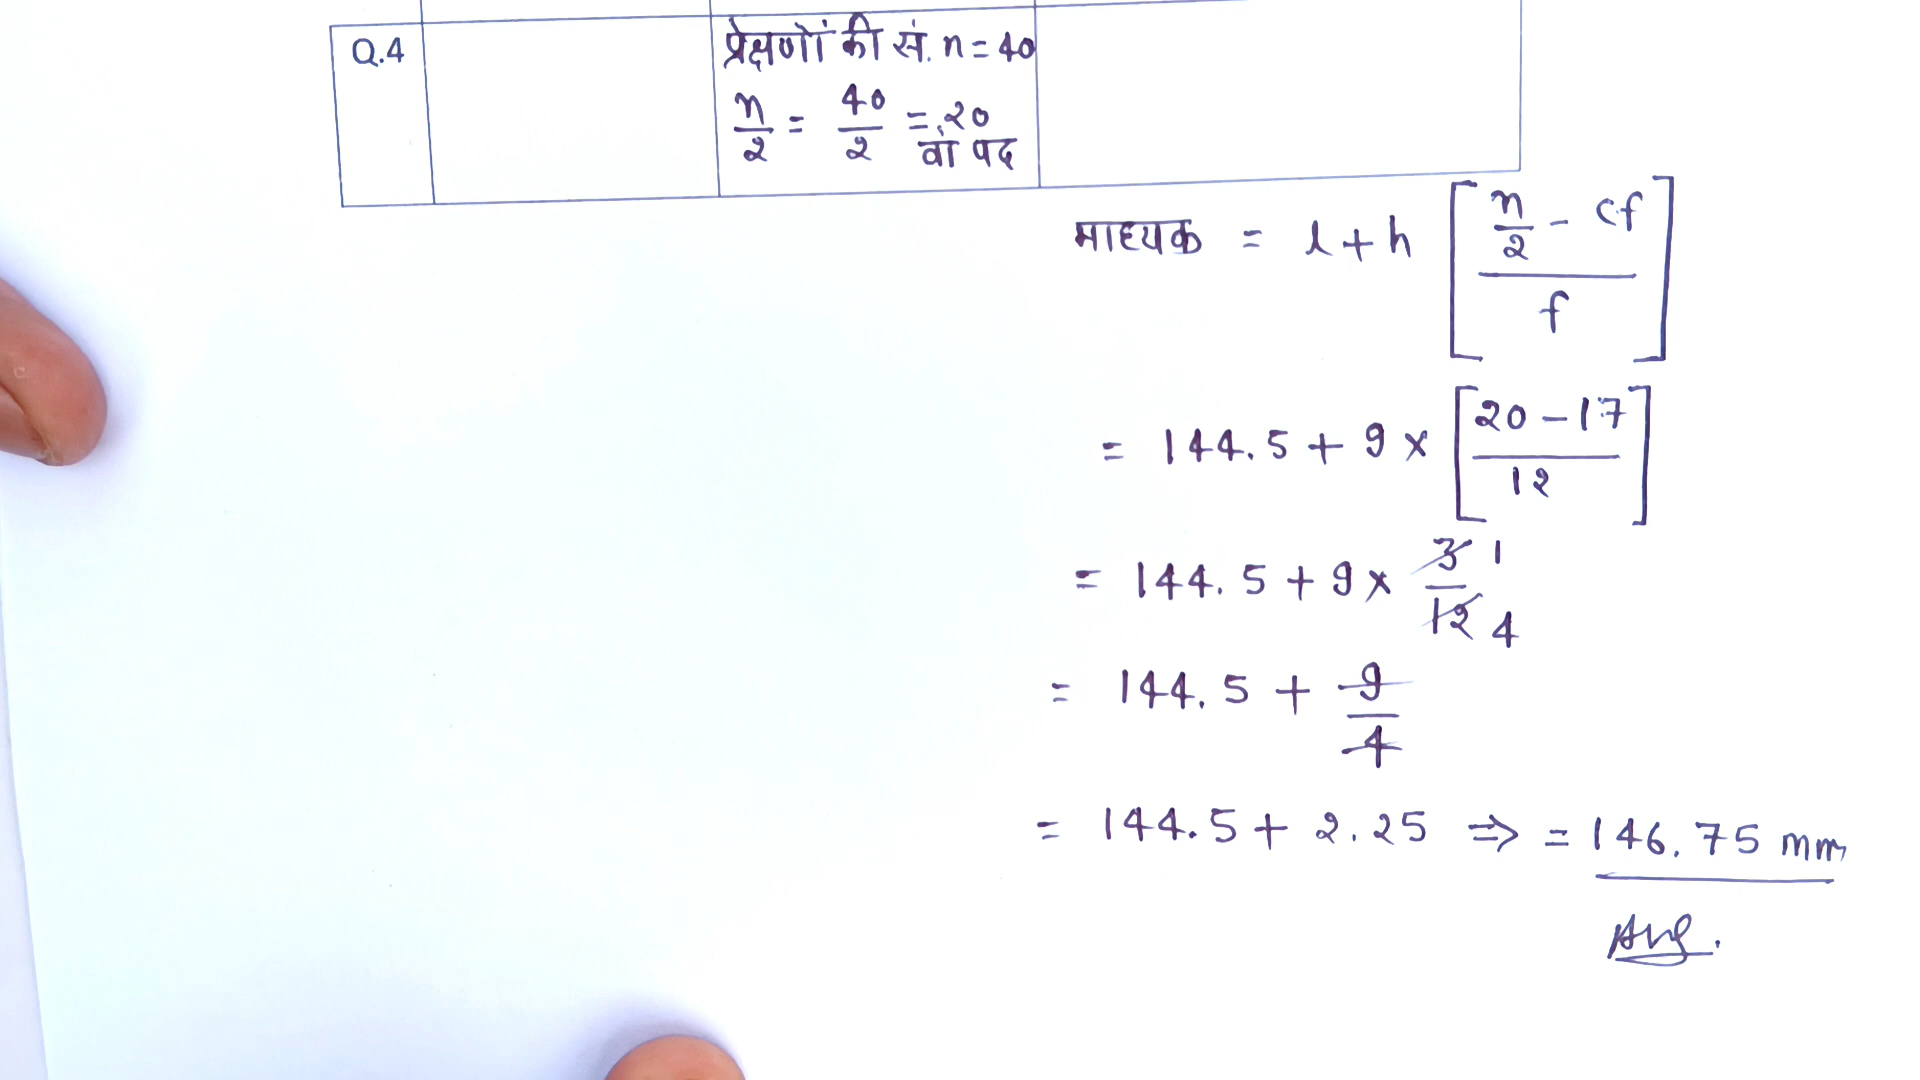 Q.4
प्रेक्षणों की सं. n = 40
n/2 = 40/2 = 20
वां पद
माध्यक = l + h [ (n/2 - cf) / f ]
= 144.5 + 9 × [ (20 - 17) / 12 ]
= 144.5 + 9 × 3/12 1 4
= 144.5 + 9/4
= 144.5 + 2.25 ⇒ = 146.75 mm
Ans.